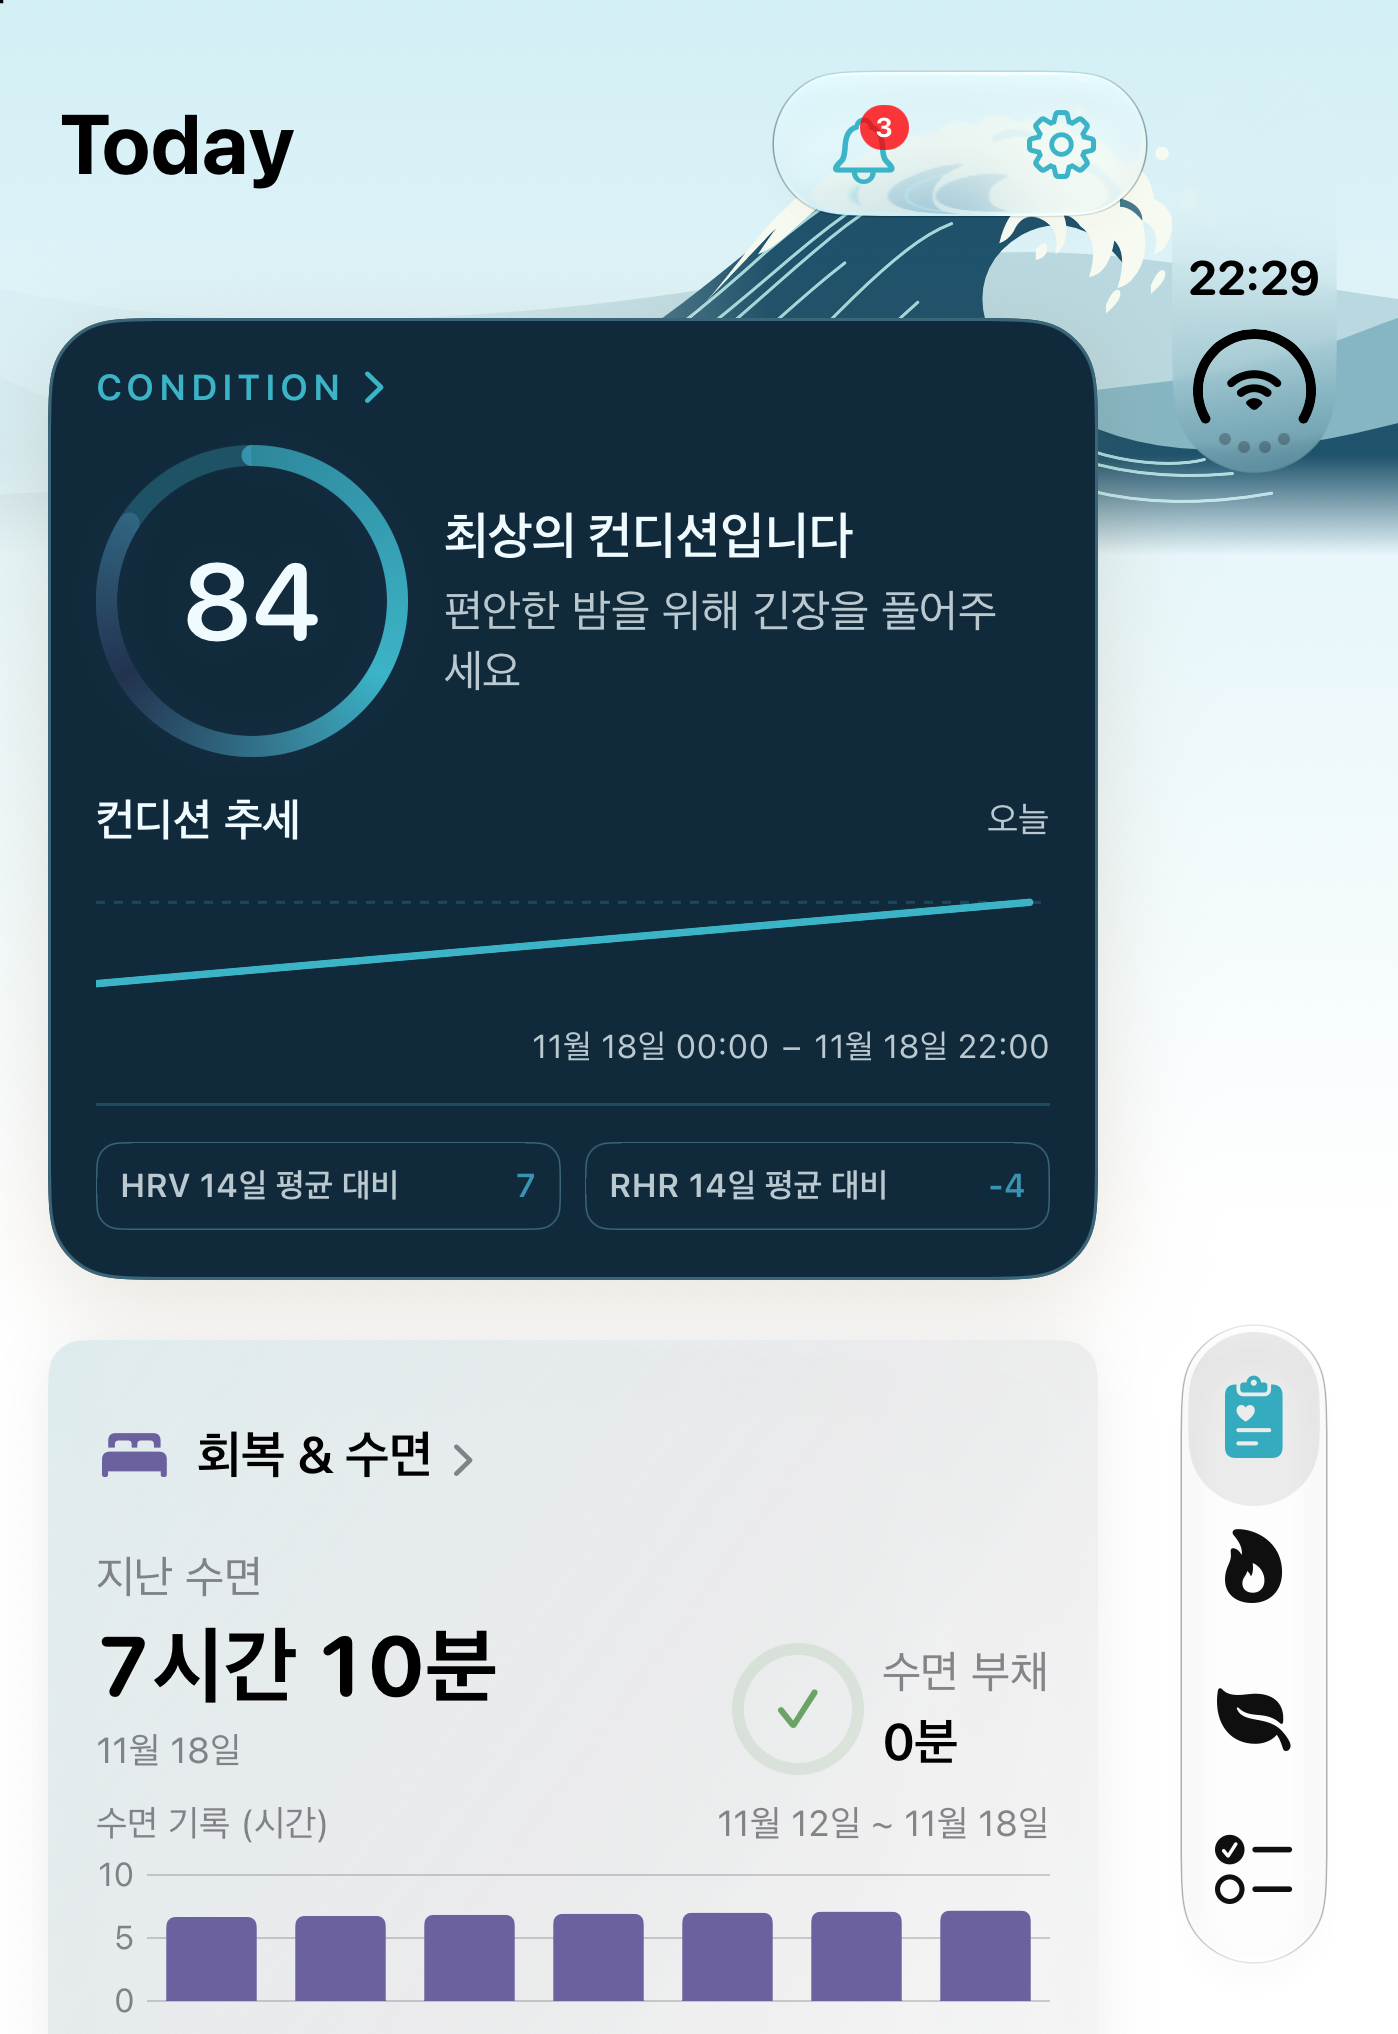 Today
3
22:29
CONDITION
84
최상의 컨디션입니다
편안한 밤을 위해 긴장을 풀어주
세요
컨디션 추세
오늘
11월 18일 00:00 – 11월 18일 22:00
HRV 14일 평균 대비 7
RHR 14일 평균 대비 -4
회복 & 수면
지난 수면
7시간 10분
11월 18일
수면 부채
0분
수면 기록 (시간)
11월 12일 ~ 11월 18일
10
5
0